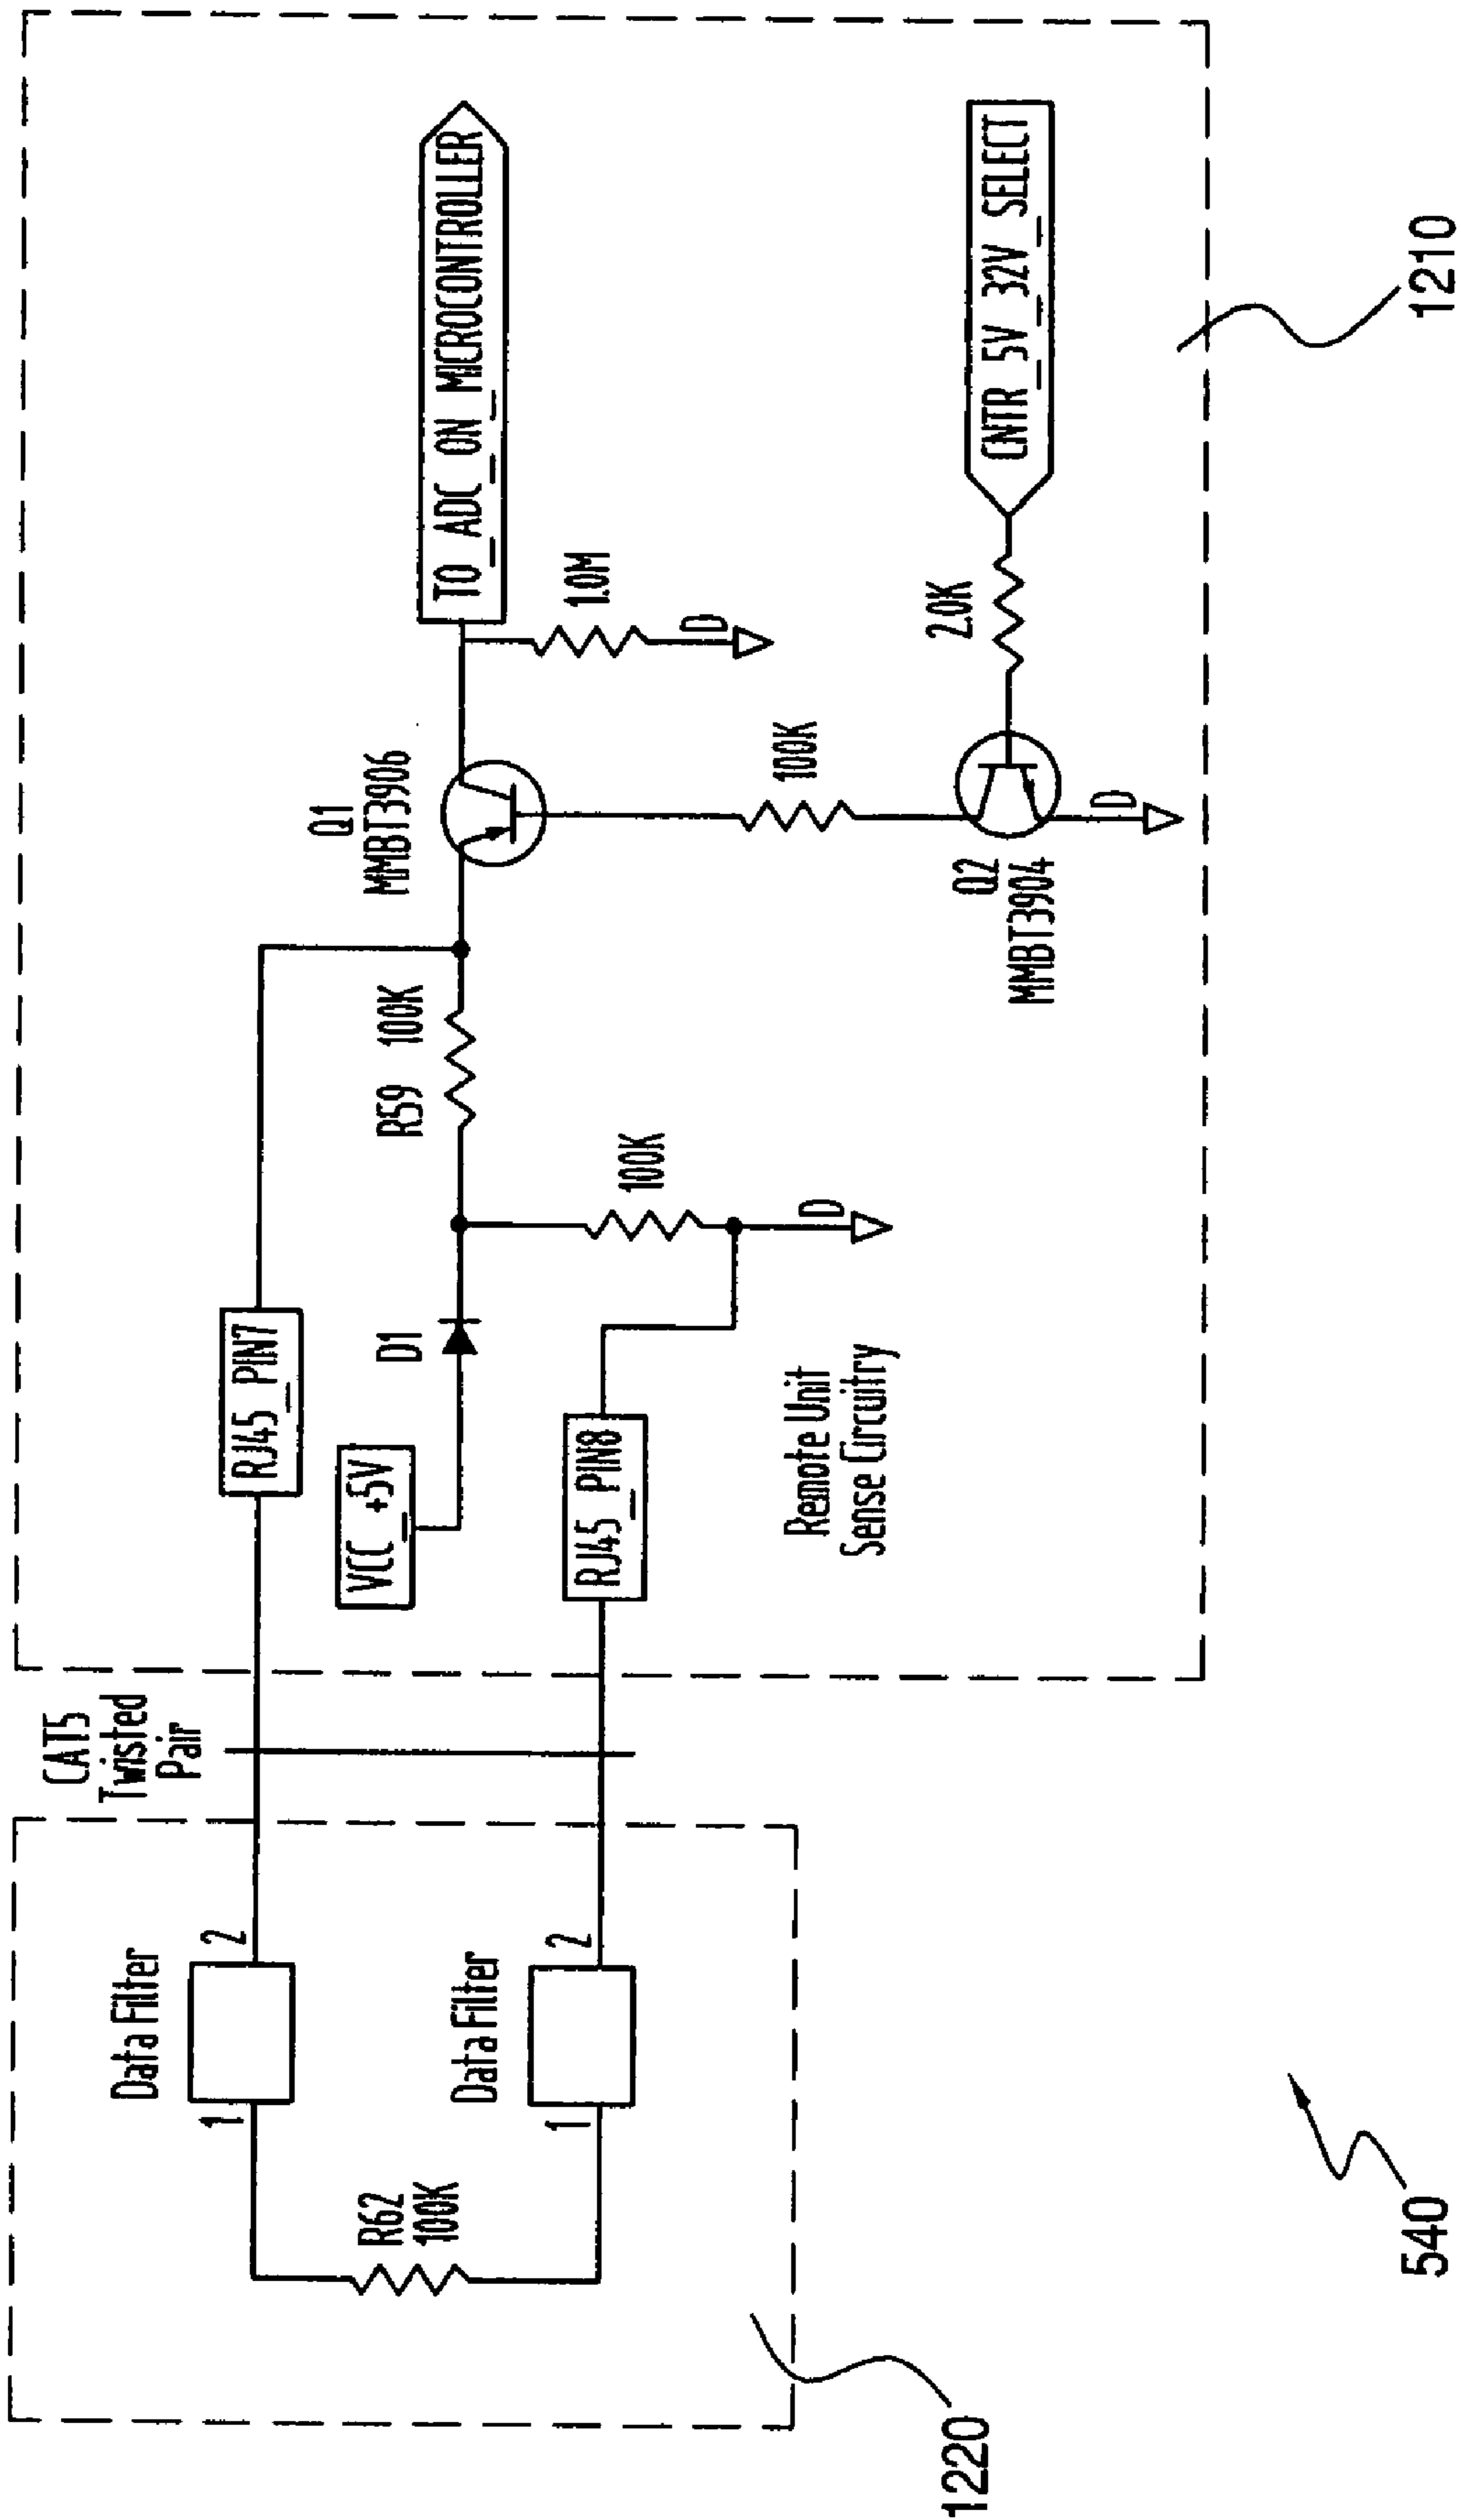 CAT5
Twisted
Pair
Data Filter
1
2
Data Filter
1
2
R62
100K
RJ45_PIN7
VCC_+5V
RJ45_PIN8
D1
R59 100K
100K
D
Q1
MMBT3906
TO_ADC_ON_MICROCONTROLLER
1.0M
D
100K
Q2
MMBT3904
D
2.0K
CNTR_5V_32V_SELECT
Remote Unit
Sense Circuitry
1220
540
1210